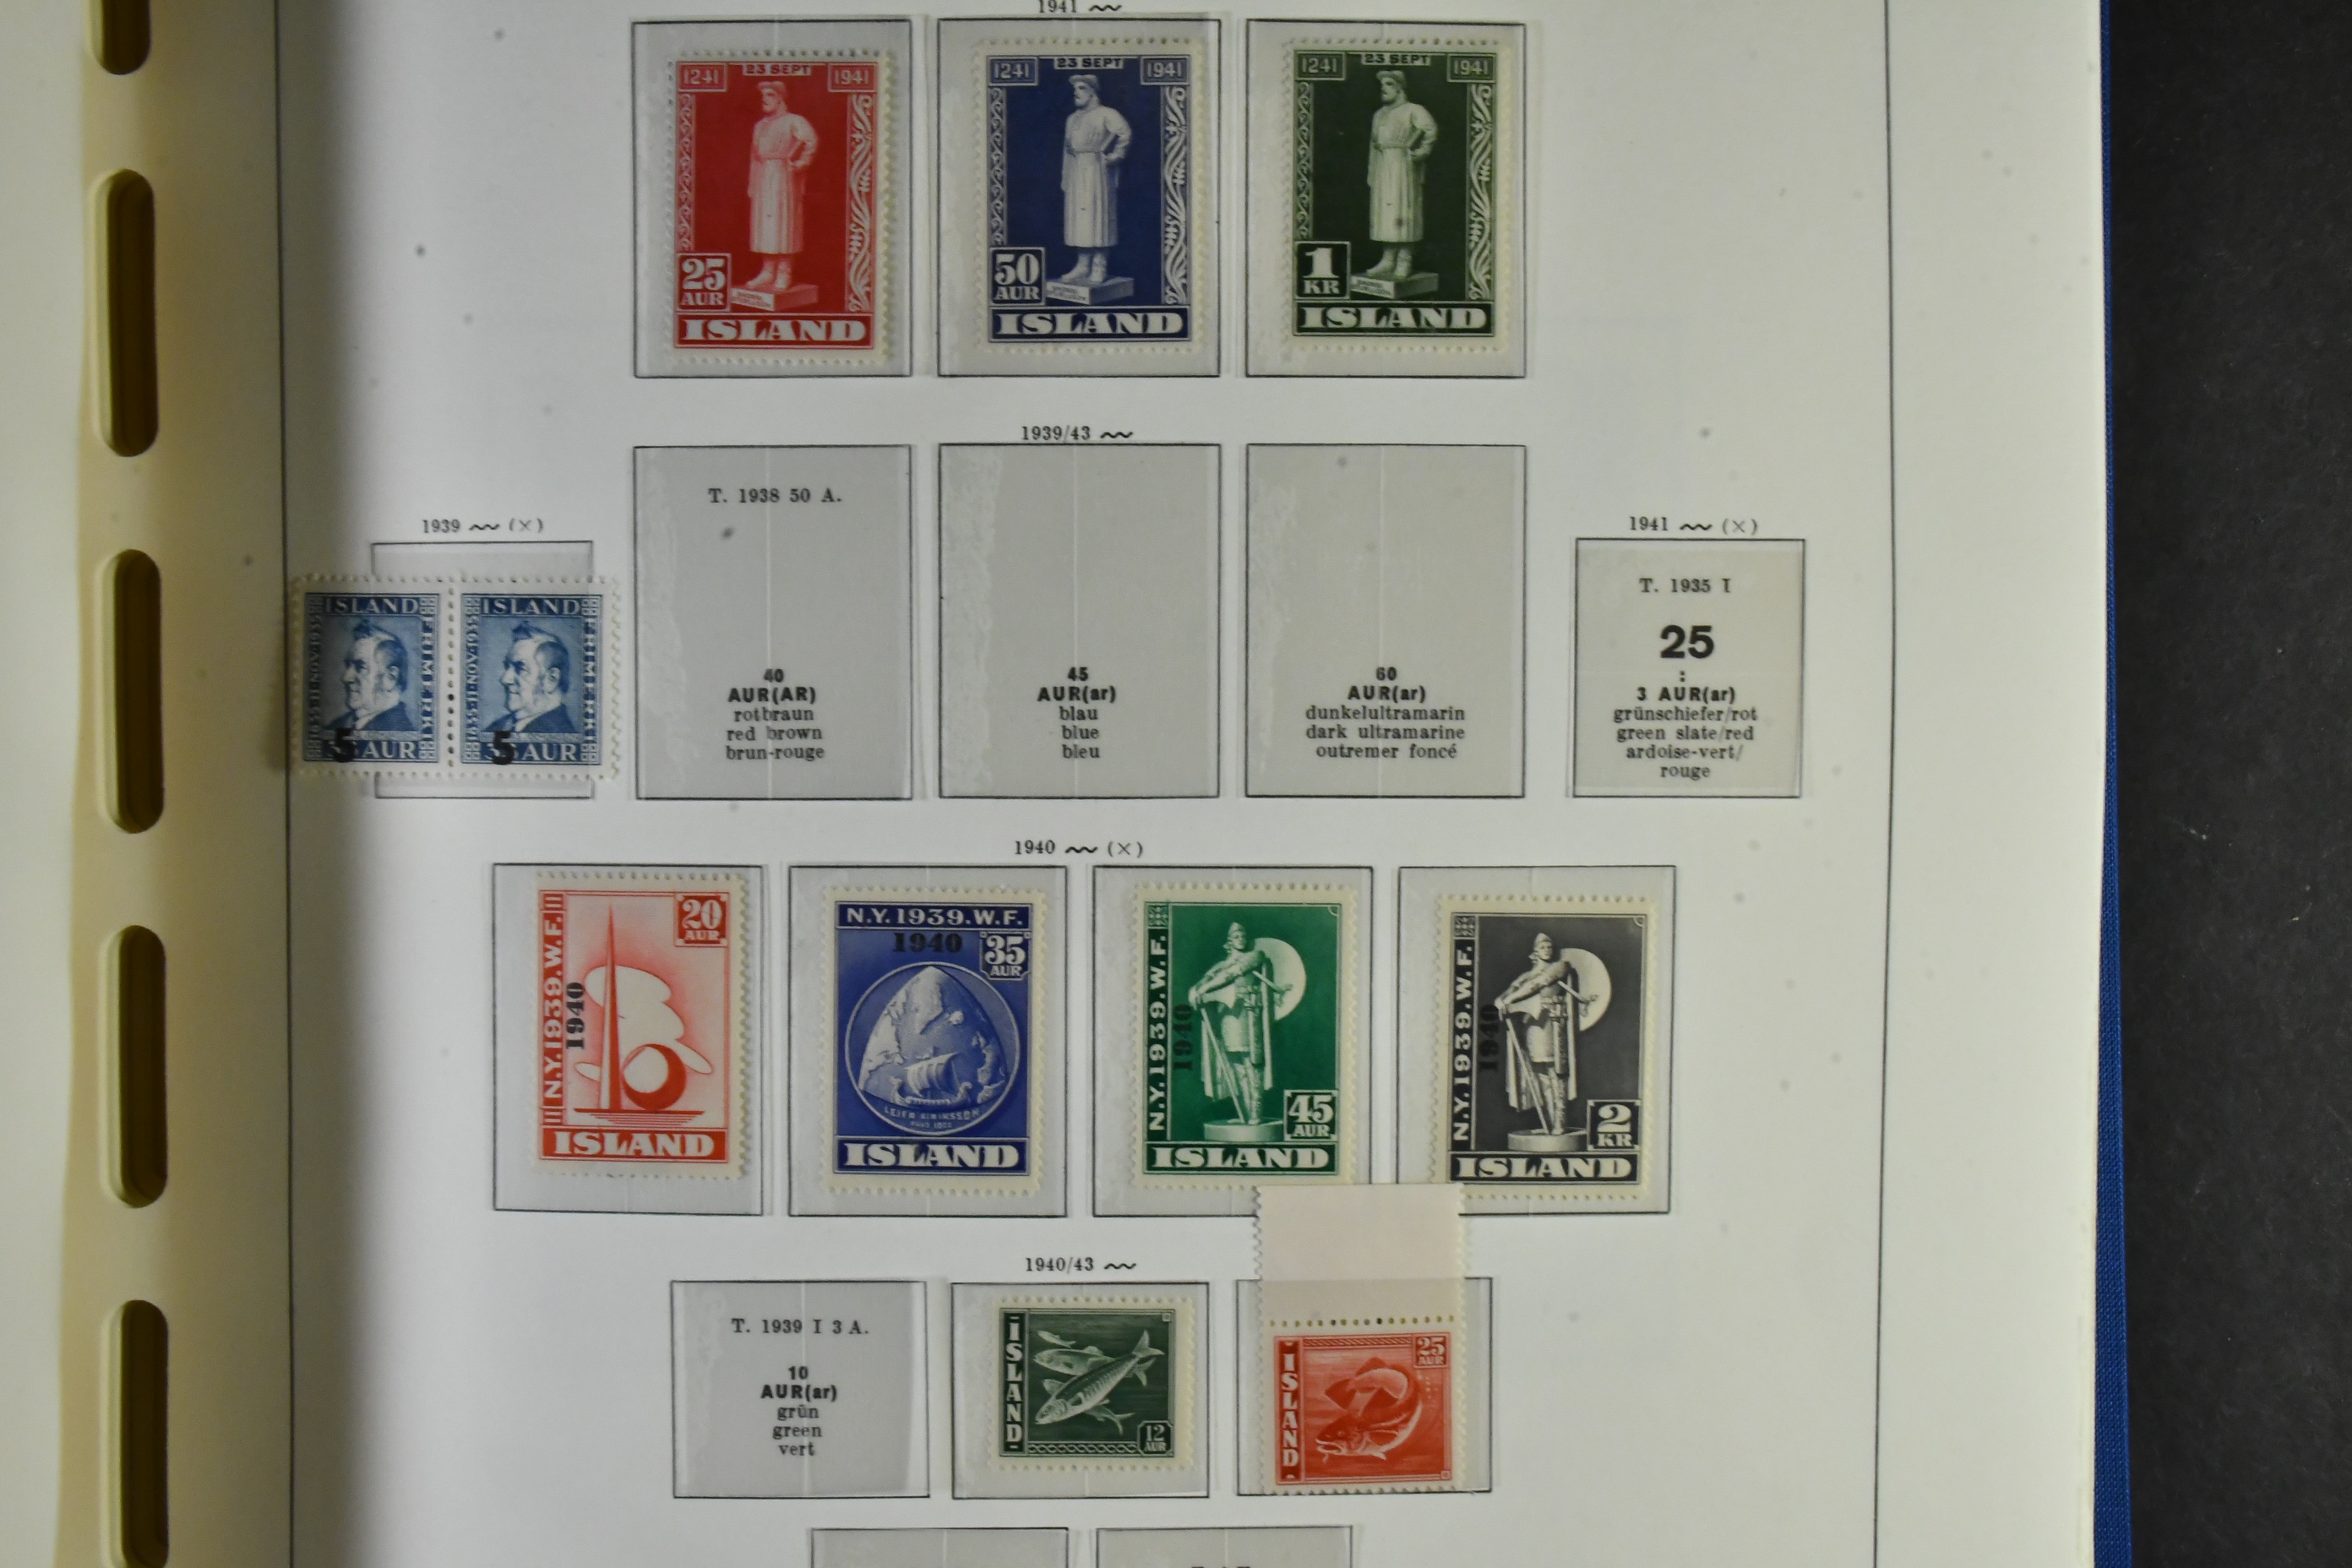 1941
1241 23 SEPT 1941
25
AUR
ISLAND
1241 23 SEPT 1941
50
AUR
ISLAND
1241 23 SEPT 1941
1
KR
ISLAND
1939/43
1939 (×)
ISLAND
5
AUR
ISLAND
5
AUR
T. 1938 50 A.
40
AUR(AR)
rotbraun
red brown
brun-rouge
45
AUR(ar)
blau
blue
bleu
60
AUR(ar)
dunkelultramarin
dark ultramarine
outremer foncé
1941 (×)
T. 1935 I
25
:
3 AUR(ar)
grünschiefer/rot
green slate/red
ardoise-vert/
rouge
1940 (×)
20
AUR
N.Y.1939.W.F.
1940
ISLAND
N.Y.1939.W.F.
1940
35
AUR
ISLAND
N.Y.1939.W.F.
1940
45
AUR
ISLAND
N.Y.1939.W.F.
1940
2
KR
ISLAND
1940/43
T. 1939 I 3 A.
10
AUR(ar)
grün
green
vert
ISLAND
12
AUR
25
AUR
ISLAND